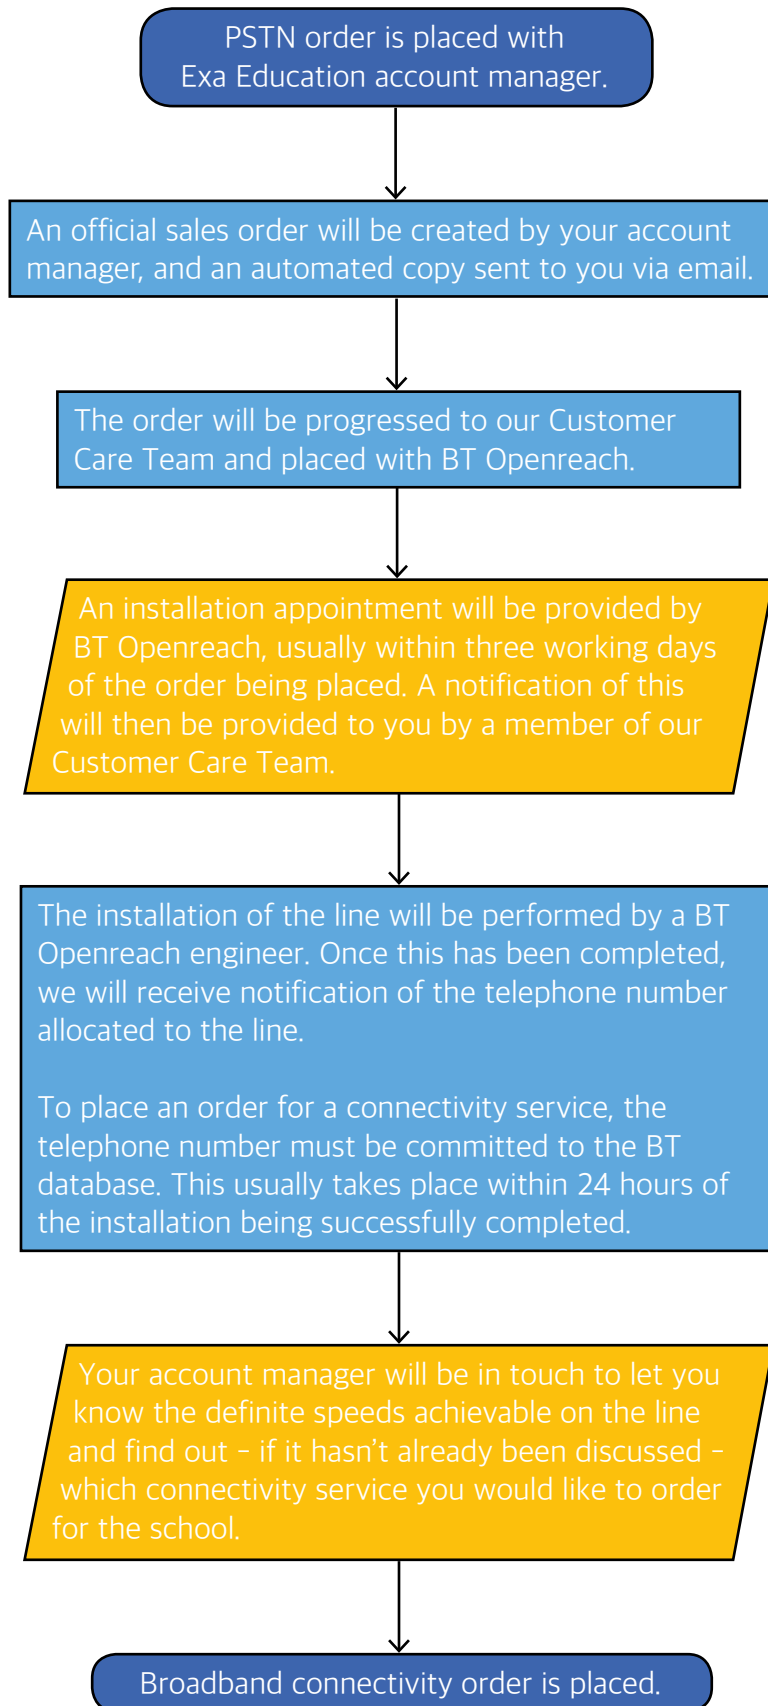 PSTN order is placed with
Exa Education account manager.
An official sales order will be created by your account
manager, and an automated copy sent to you via email.
The order will be progressed to our Customer
Care Team and placed with BT Openreach.
An installation appointment will be provided by
BT Openreach, usually within three working days
of the order being placed. A notification of this
will then be provided to you by a member of our
Customer Care Team.
The installation of the line will be performed by a BT
Openreach engineer. Once this has been completed,
we will receive notification of the telephone number
allocated to the line.
To place an order for a connectivity service, the
telephone number must be committed to the BT
database. This usually takes place within 24 hours of
the installation being successfully completed.
Your account manager will be in touch to let you
know the definite speeds achievable on the line
and find out – if it hasn’t already been discussed –
which connectivity service you would like to order
for the school.
Broadband connectivity order is placed.